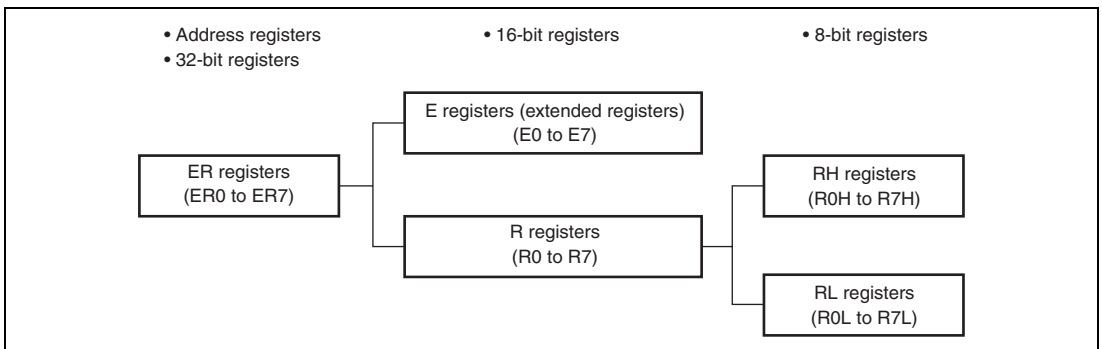 • Address registers
• 32-bit registers
• 16-bit registers
• 8-bit registers
E registers (extended registers)
(E0 to E7)
ER registers
(ER0 to ER7)
RH registers
(R0H to R7H)
R registers
(R0 to R7)
RL registers
(R0L to R7L)